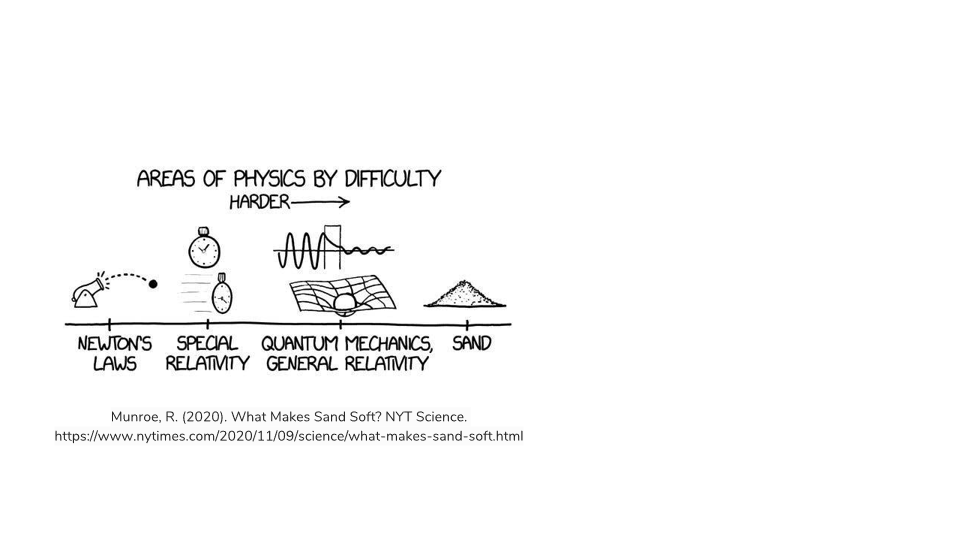 AREAS OF PHYSICS BY DIFFICULTY
HARDER
NEWTON'S
LAWS
SPECIAL
RELATIVITY
QUANTUM MECHANICS,
GENERAL RELATIVITY
SAND
Munroe, R. (2020). What Makes Sand Soft? NYT Science.
https://www.nytimes.com/2020/11/09/science/what-makes-sand-soft.html